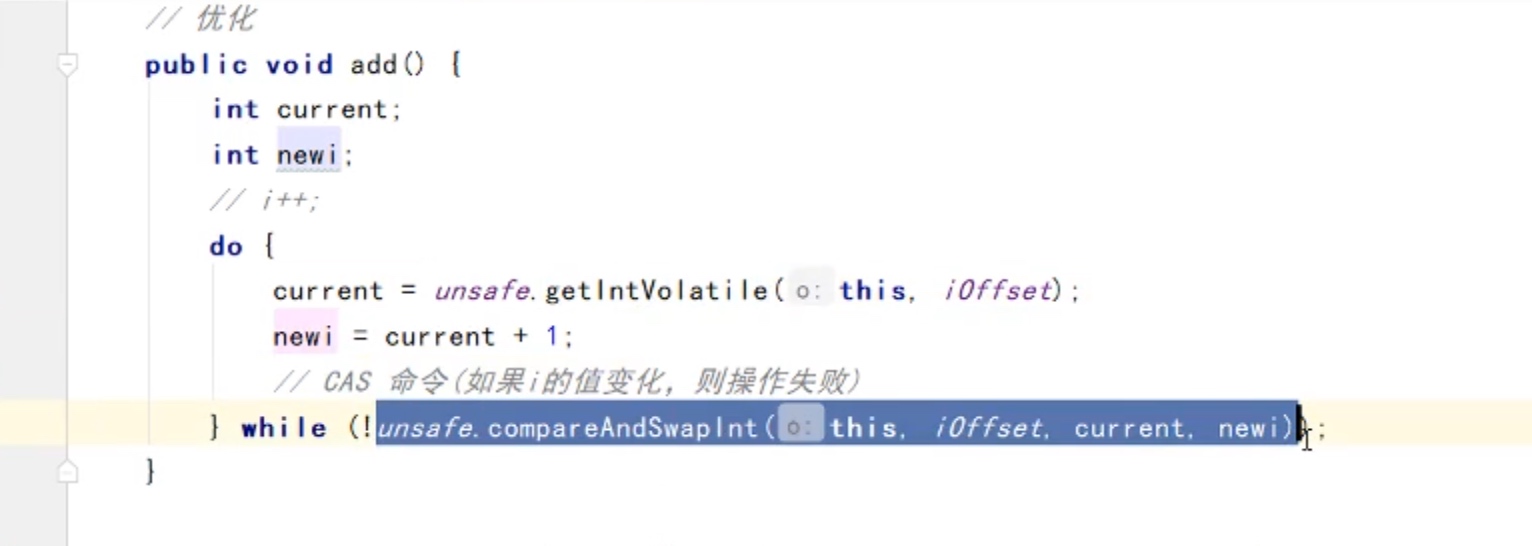 // 优化
public void add() {
int current;
int newi;
// i++;
do {
current = unsafe.getIntVolatile( o: this, iOffset);
newi = current + 1;
// CAS 命令(如果i的值变化，则操作失败)
} while (!unsafe.compareAndSwapInt( o: this, iOffset, current, newi));
}